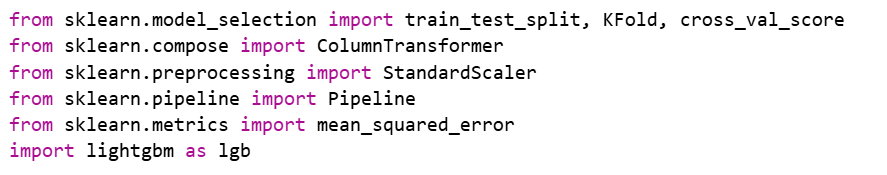 from sklearn.model_selection import train_test_split, KFold, cross_val_score
from sklearn.compose import ColumnTransformer
from sklearn.preprocessing import StandardScaler
from sklearn.pipeline import Pipeline
from sklearn.metrics import mean_squared_error
import lightgbm as lgb